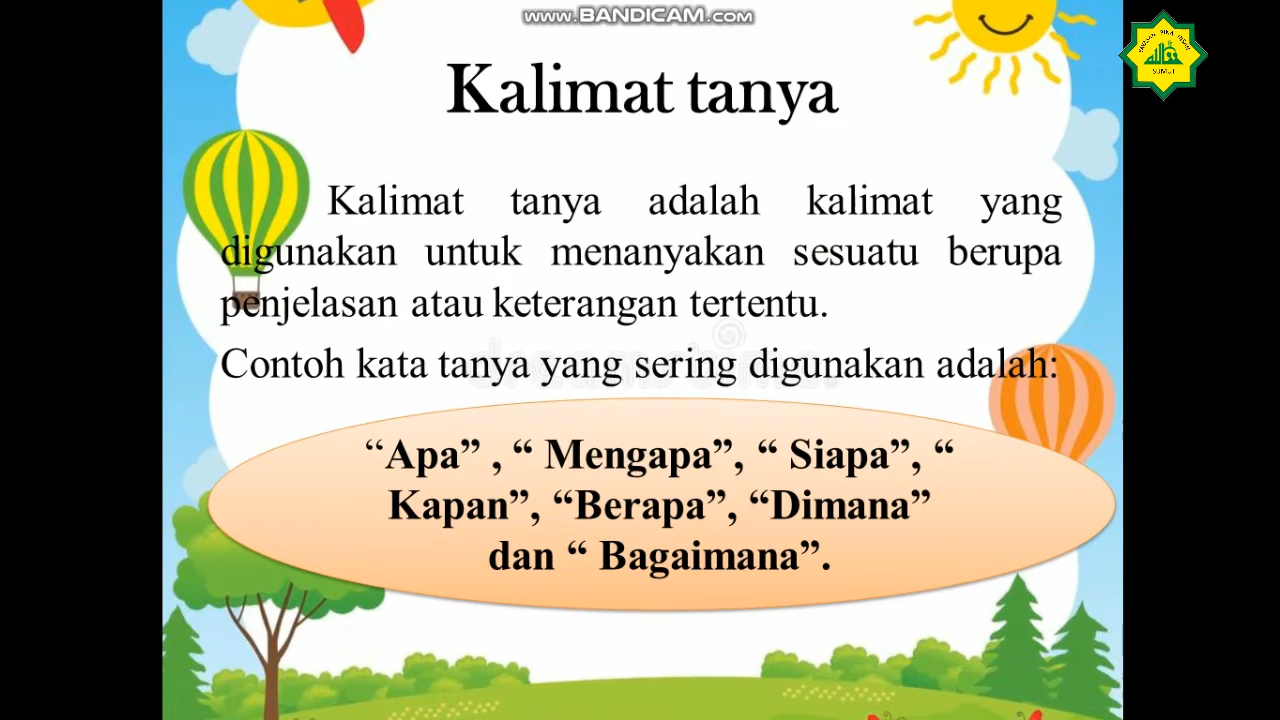 www.BANDICAM.com
SUMUT
Kalimat tanya
Kalimat tanya adalah kalimat yang
digunakan untuk menanyakan sesuatu berupa
penjelasan atau keterangan tertentu.
Contoh kata tanya yang sering digunakan adalah:
“Apa” , “ Mengapa”, “ Siapa”, “
Kapan”, “Berapa”, “Dimana”
dan “ Bagaimana”.